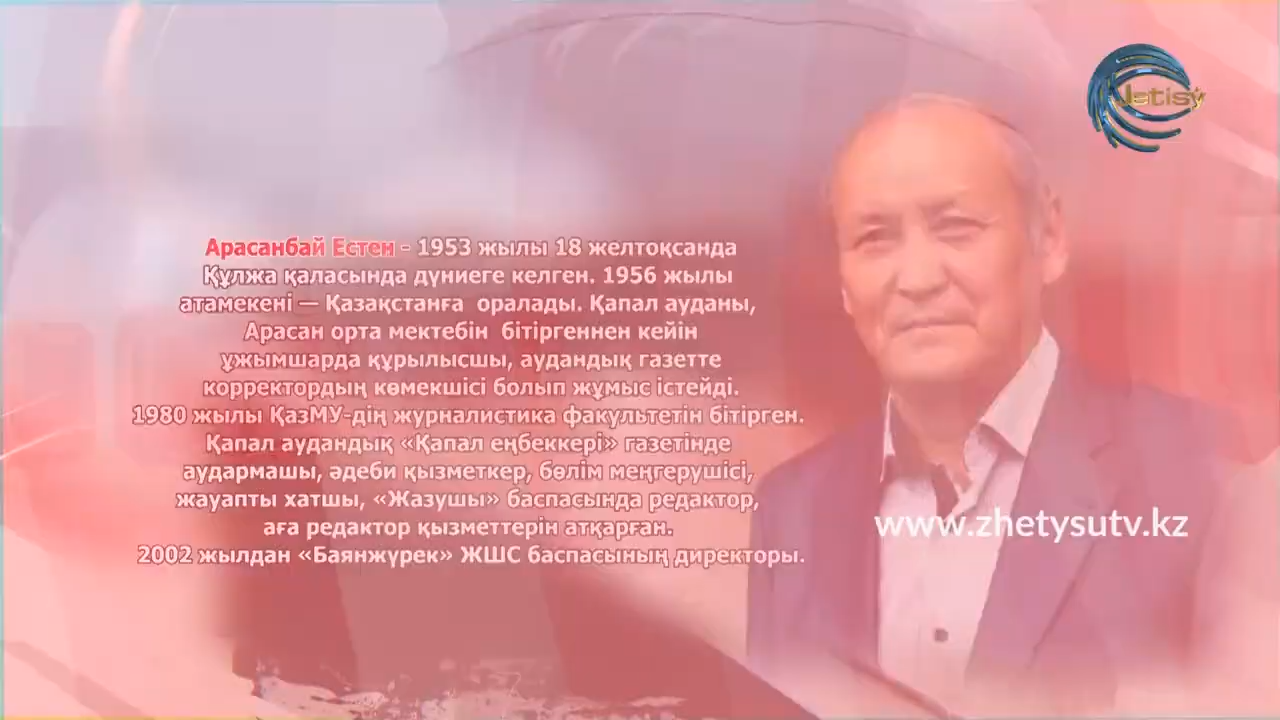 Jetisý
Арасанбай Естен - 1953 жылы 18 желтоқсанда
Құлжа қаласында дүниеге келген. 1956 жылы
атамекені — Қазақстанға оралады. Қапал ауданы,
Арасан орта мектебін бітіргеннен кейін
ұжымшарда құрылысшы, аудандық газетте
корректордың көмекшісі болып жұмыс істейді.
1980 жылы ҚазМУ-дің журналистика факультетін бітірген.
Қапал аудандық «Қапал еңбеккері» газетінде
аудармашы, әдеби қызметкер, бөлім меңгерушісі,
жауапты хатшы, «Жазушы» баспасында редактор,
аға редактор қызметтерін атқарған.
2002 жылдан «Баянжүрек» ЖШС баспасының директоры.
www.zhetysutv.kz